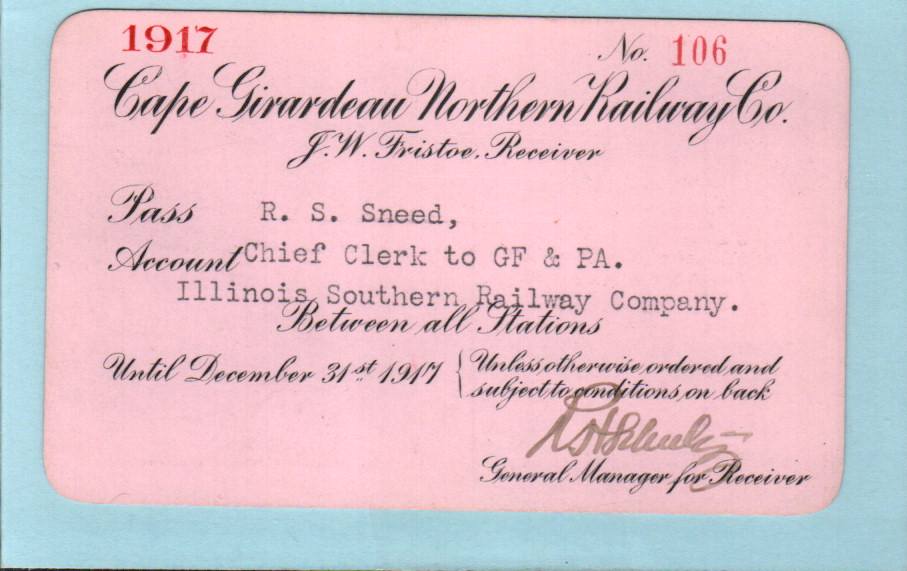 1917
No. 106
Cape Girardeau Northern Railway Co.
J. W. Fristoe, Receiver
Pass R. S. Sneed,
Account Chief Clerk to GF & PA.
Illinois Southern Railway Company.
Between all Stations
Until December 31st 1917 { Unless otherwise ordered and
subject to conditions on back
General Manager for Receiver